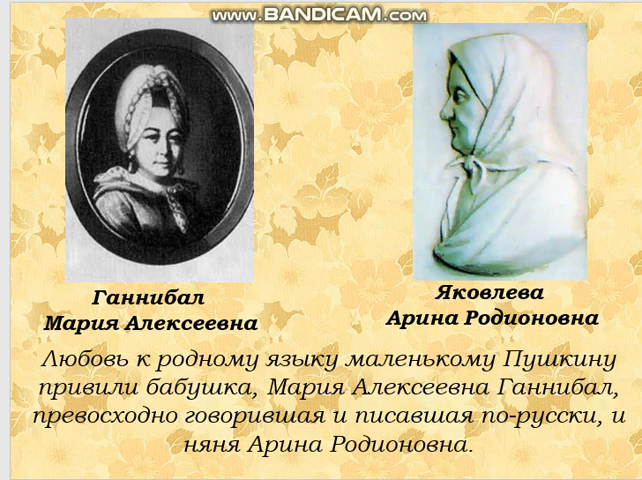 www.BANDICAM.com
Ганнибал
Мария Алексеевна
Яковлева
Арина Родионовна
Любовь к родному языку маленькому Пушкину
привили бабушка, Мария Алексеевна Ганнибал,
превосходно говорившая и писавшая по-русски, и
няня Арина Родионовна.